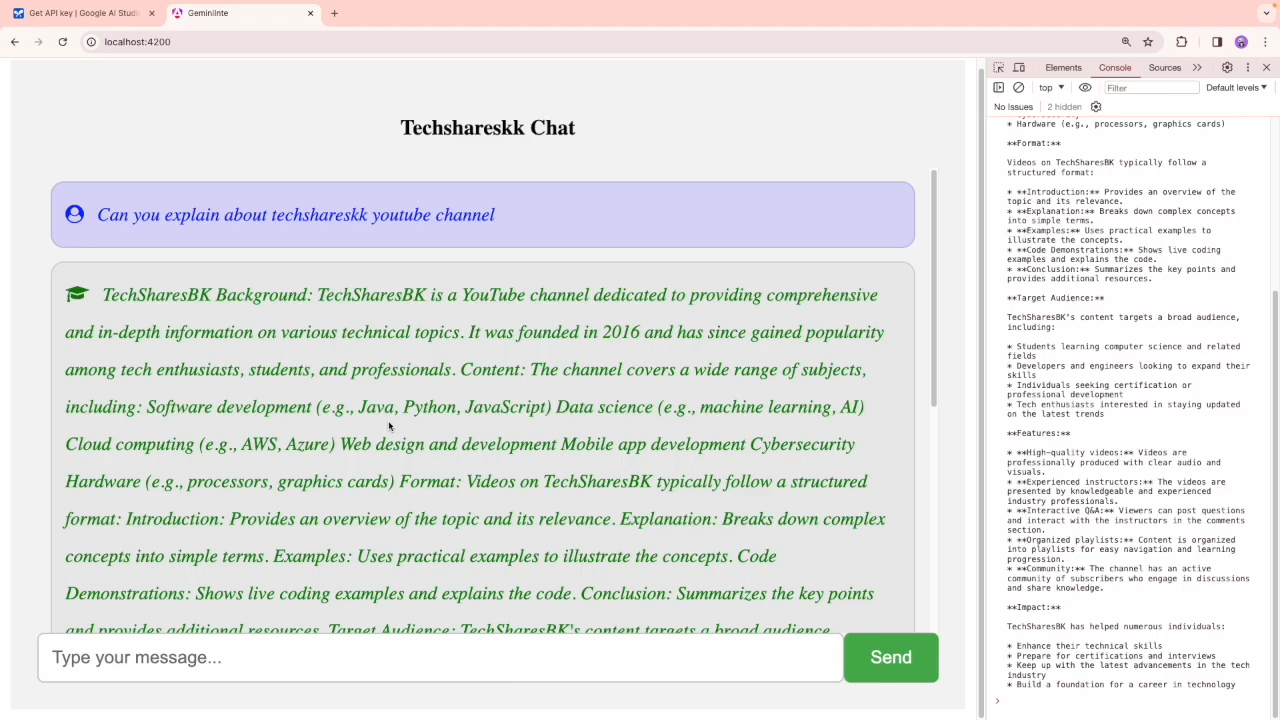 Get API key | Google AI Studi
GeminiInte
localhost:4200
Techshareskk Chat
Can you explain about techshareskk youtube channel
TechSharesBK Background: TechSharesBK is a YouTube channel dedicated to providing comprehensive
and in-depth information on various technical topics. It was founded in 2016 and has since gained popularity
among tech enthusiasts, students, and professionals. Content: The channel covers a wide range of subjects,
including: Software development (e.g., Java, Python, JavaScript) Data science (e.g., machine learning, AI)
Cloud computing (e.g., AWS, Azure) Web design and development Mobile app development Cybersecurity
Hardware (e.g., processors, graphics cards) Format: Videos on TechSharesBK typically follow a structured
format: Introduction: Provides an overview of the topic and its relevance. Explanation: Breaks down complex
concepts into simple terms. Examples: Uses practical examples to illustrate the concepts. Code
Demonstrations: Shows live coding examples and explains the code. Conclusion: Summarizes the key points
and provides additional resources. Target Audience: TechSharesBK's content targets a broad audience,
Type your message...
Send
Elements
Console
Sources
top
Filter
Default levels
No Issues
2 hidden
* Hardware (e.g., processors, graphics cards)
**Format:**
Videos on TechSharesBK typically follow a
structured format:
* **Introduction:** Provides an overview of the
topic and its relevance.
* **Explanation:** Breaks down complex concepts
into simple terms.
* **Examples:** Uses practical examples to
illustrate the concepts.
* **Code Demonstrations:** Shows live coding
examples and explains the code.
* **Conclusion:** Summarizes the key points and
provides additional resources.
**Target Audience:**
TechSharesBK's content targets a broad audience,
including:
* Students learning computer science and related
fields
* Developers and engineers looking to expand their
skills
* Individuals seeking certification or
professional development
* Tech enthusiasts interested in staying updated
on the latest trends
**Features:**
* **High-quality videos:** Videos are
professionally produced with clear audio and
visuals.
* **Experienced instructors:** The videos are
presented by knowledgeable and experienced
industry professionals.
* **Interactive Q&A:** Viewers can post questions
and interact with the instructors in the comments
section.
* **Organized playlists:** Content is organized
into playlists for easy navigation and learning
progression.
* **Community:** The channel has an active
community of subscribers who engage in discussions
and share knowledge.
**Impact:**
TechSharesBK has helped numerous individuals:
* Enhance their technical skills
* Prepare for certifications and interviews
* Keep up with the latest advancements in the tech
industry
* Build a foundation for a career in technology